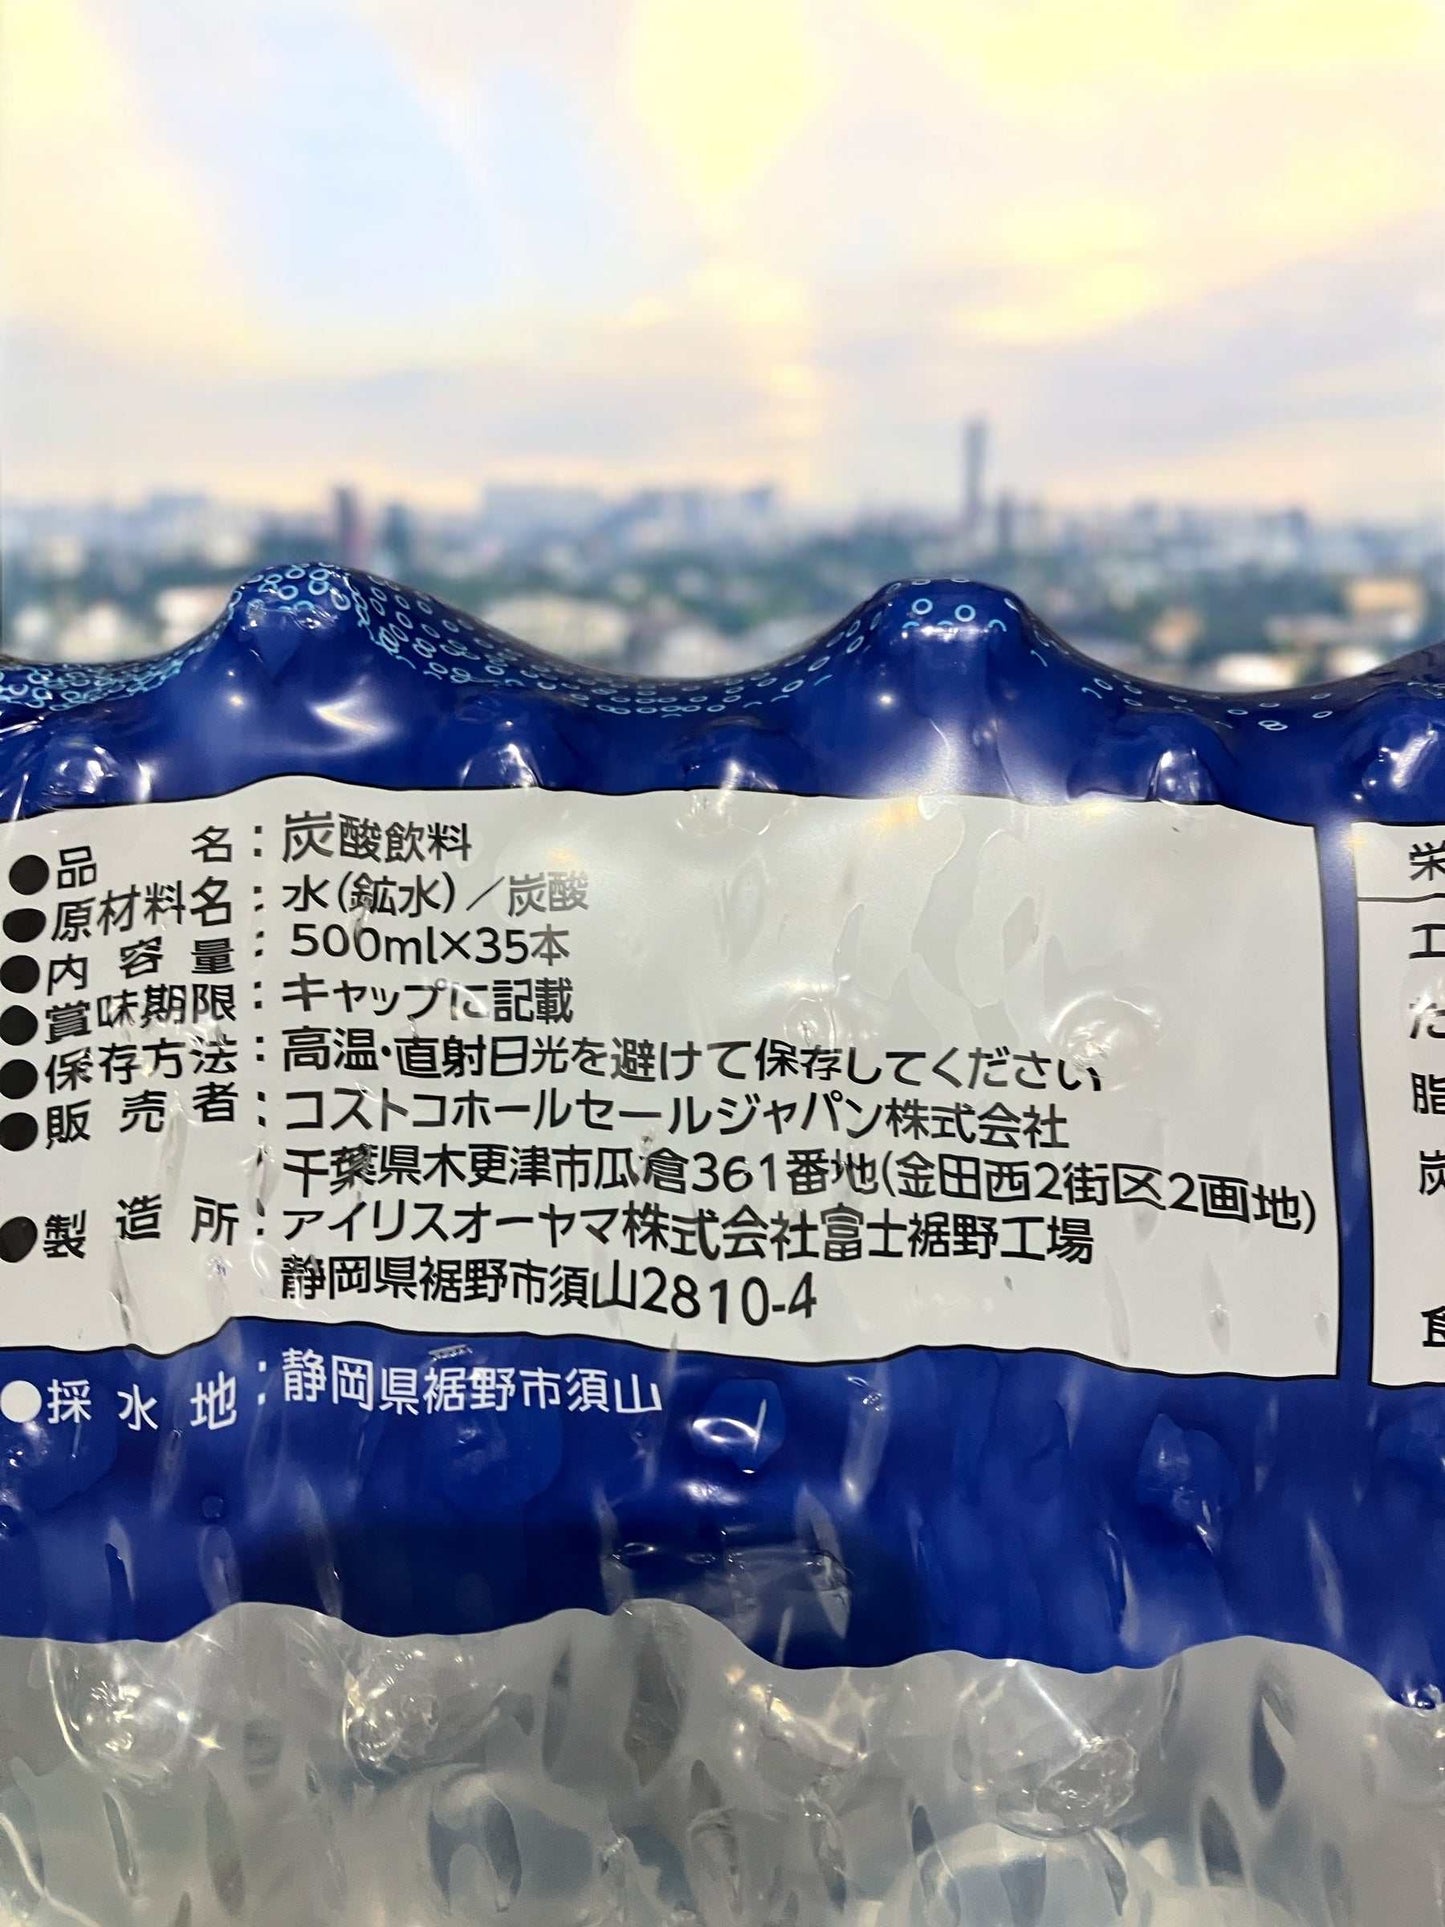 ●品名：炭酸飲料
●原材料名：水(鉱水)／炭酸
●内容量：500ml×35本
●賞味期限：キャップに記載
●保存方法：高温・直射日光を避けて保存してください
●販売者：コストコホールセールジャパン株式会社
千葉県木更津市瓜倉361番地(金田西2街区2画地)
●製造所：アイリスオーヤマ株式会社富士裾野工場
静岡県裾野市須山2810-4
●採水地：静岡県裾野市須山
栄
エ
た
脂
炭
食